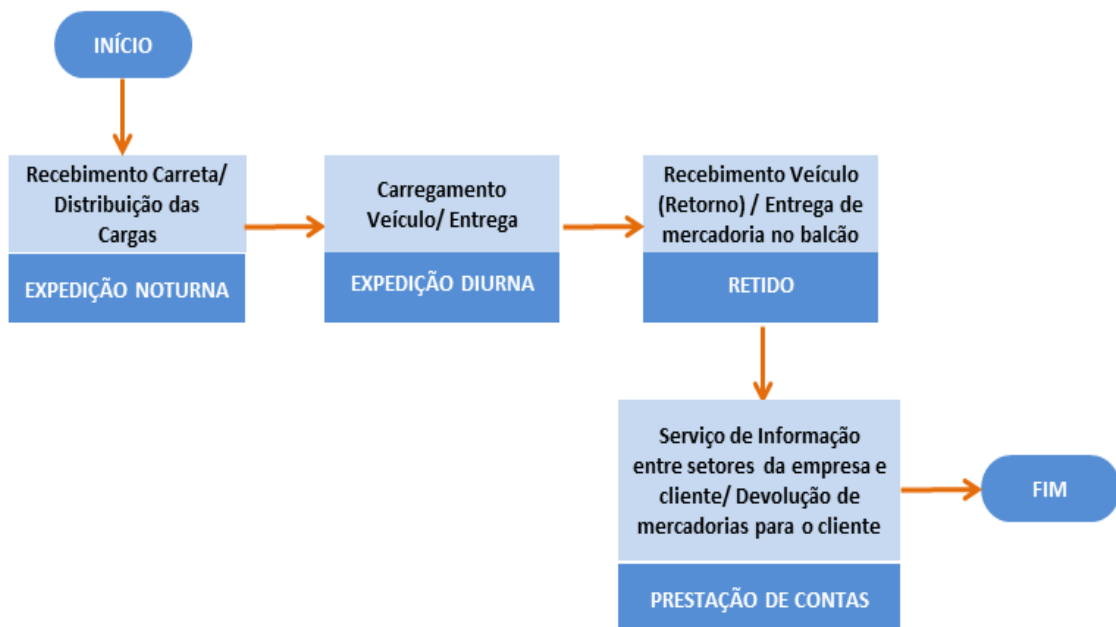 INÍCIO
Recebimento Carreta/
Distribuição das
Cargas
EXPEDIÇÃO NOTURNA
Carregamento
Veículo/ Entrega
EXPEDIÇÃO DIURNA
Recebimento Veículo
(Retorno) / Entrega de
mercadoria no balcão
RETIDO
Serviço de Informação
entre setores da empresa e
cliente/ Devolução de
mercadorias para o cliente
PRESTAÇÃO DE CONTAS
FIM